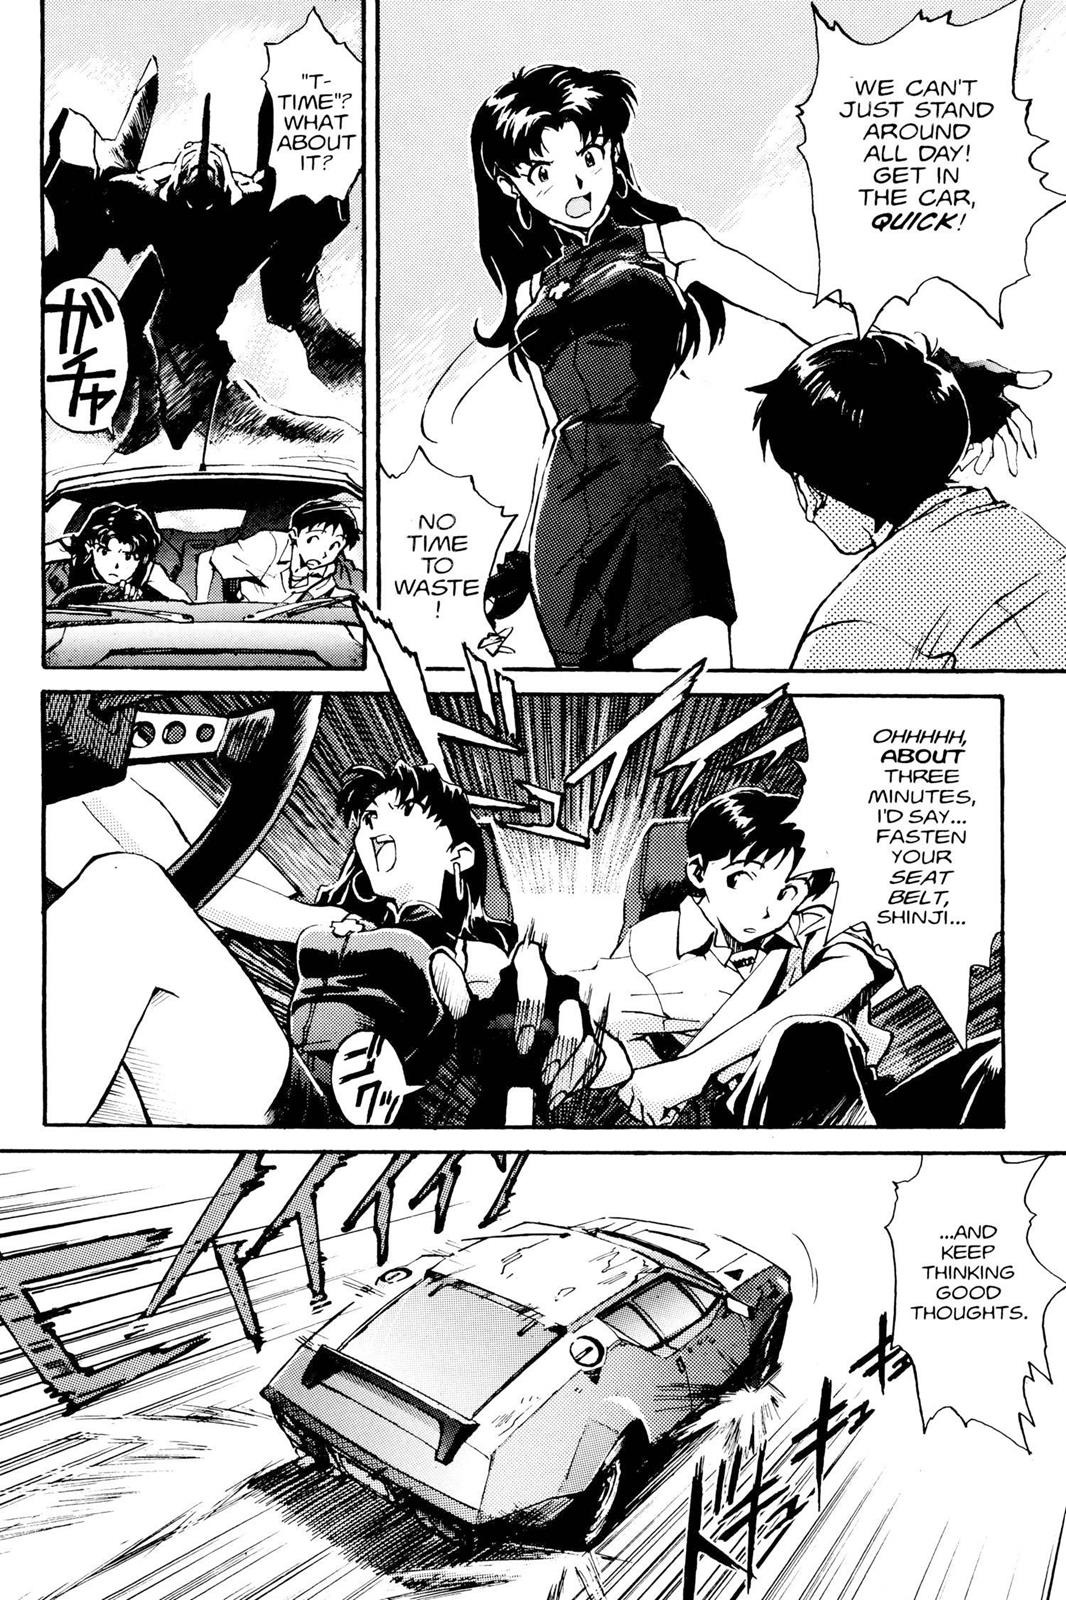 WE CAN'T
JUST STAND
AROUND
ALL DAY!
GET IN
THE CAR,
QUICK!
NO
TIME
TO
WASTE
!
"T-
TIME"?
WHAT
ABOUT
IT?
ガチャ
OHHHHH,
ABOUT
THREE
MINUTES,
I'D SAY...
FASTEN
YOUR
SEAT
BELT,
SHINJI...
...AND
KEEP
THINKING
GOOD
THOUGHTS.